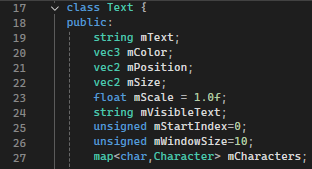 17 class Text {
18 public:
19 string mText;
20 vec3 mColor;
21 vec2 mPosition;
22 vec2 mSize;
23 float mScale = 1.0f;
24 string mVisibleText;
25 unsigned mStartIndex=0;
26 unsigned mWindowSize=10;
27 map<char,Character> mCharacters;